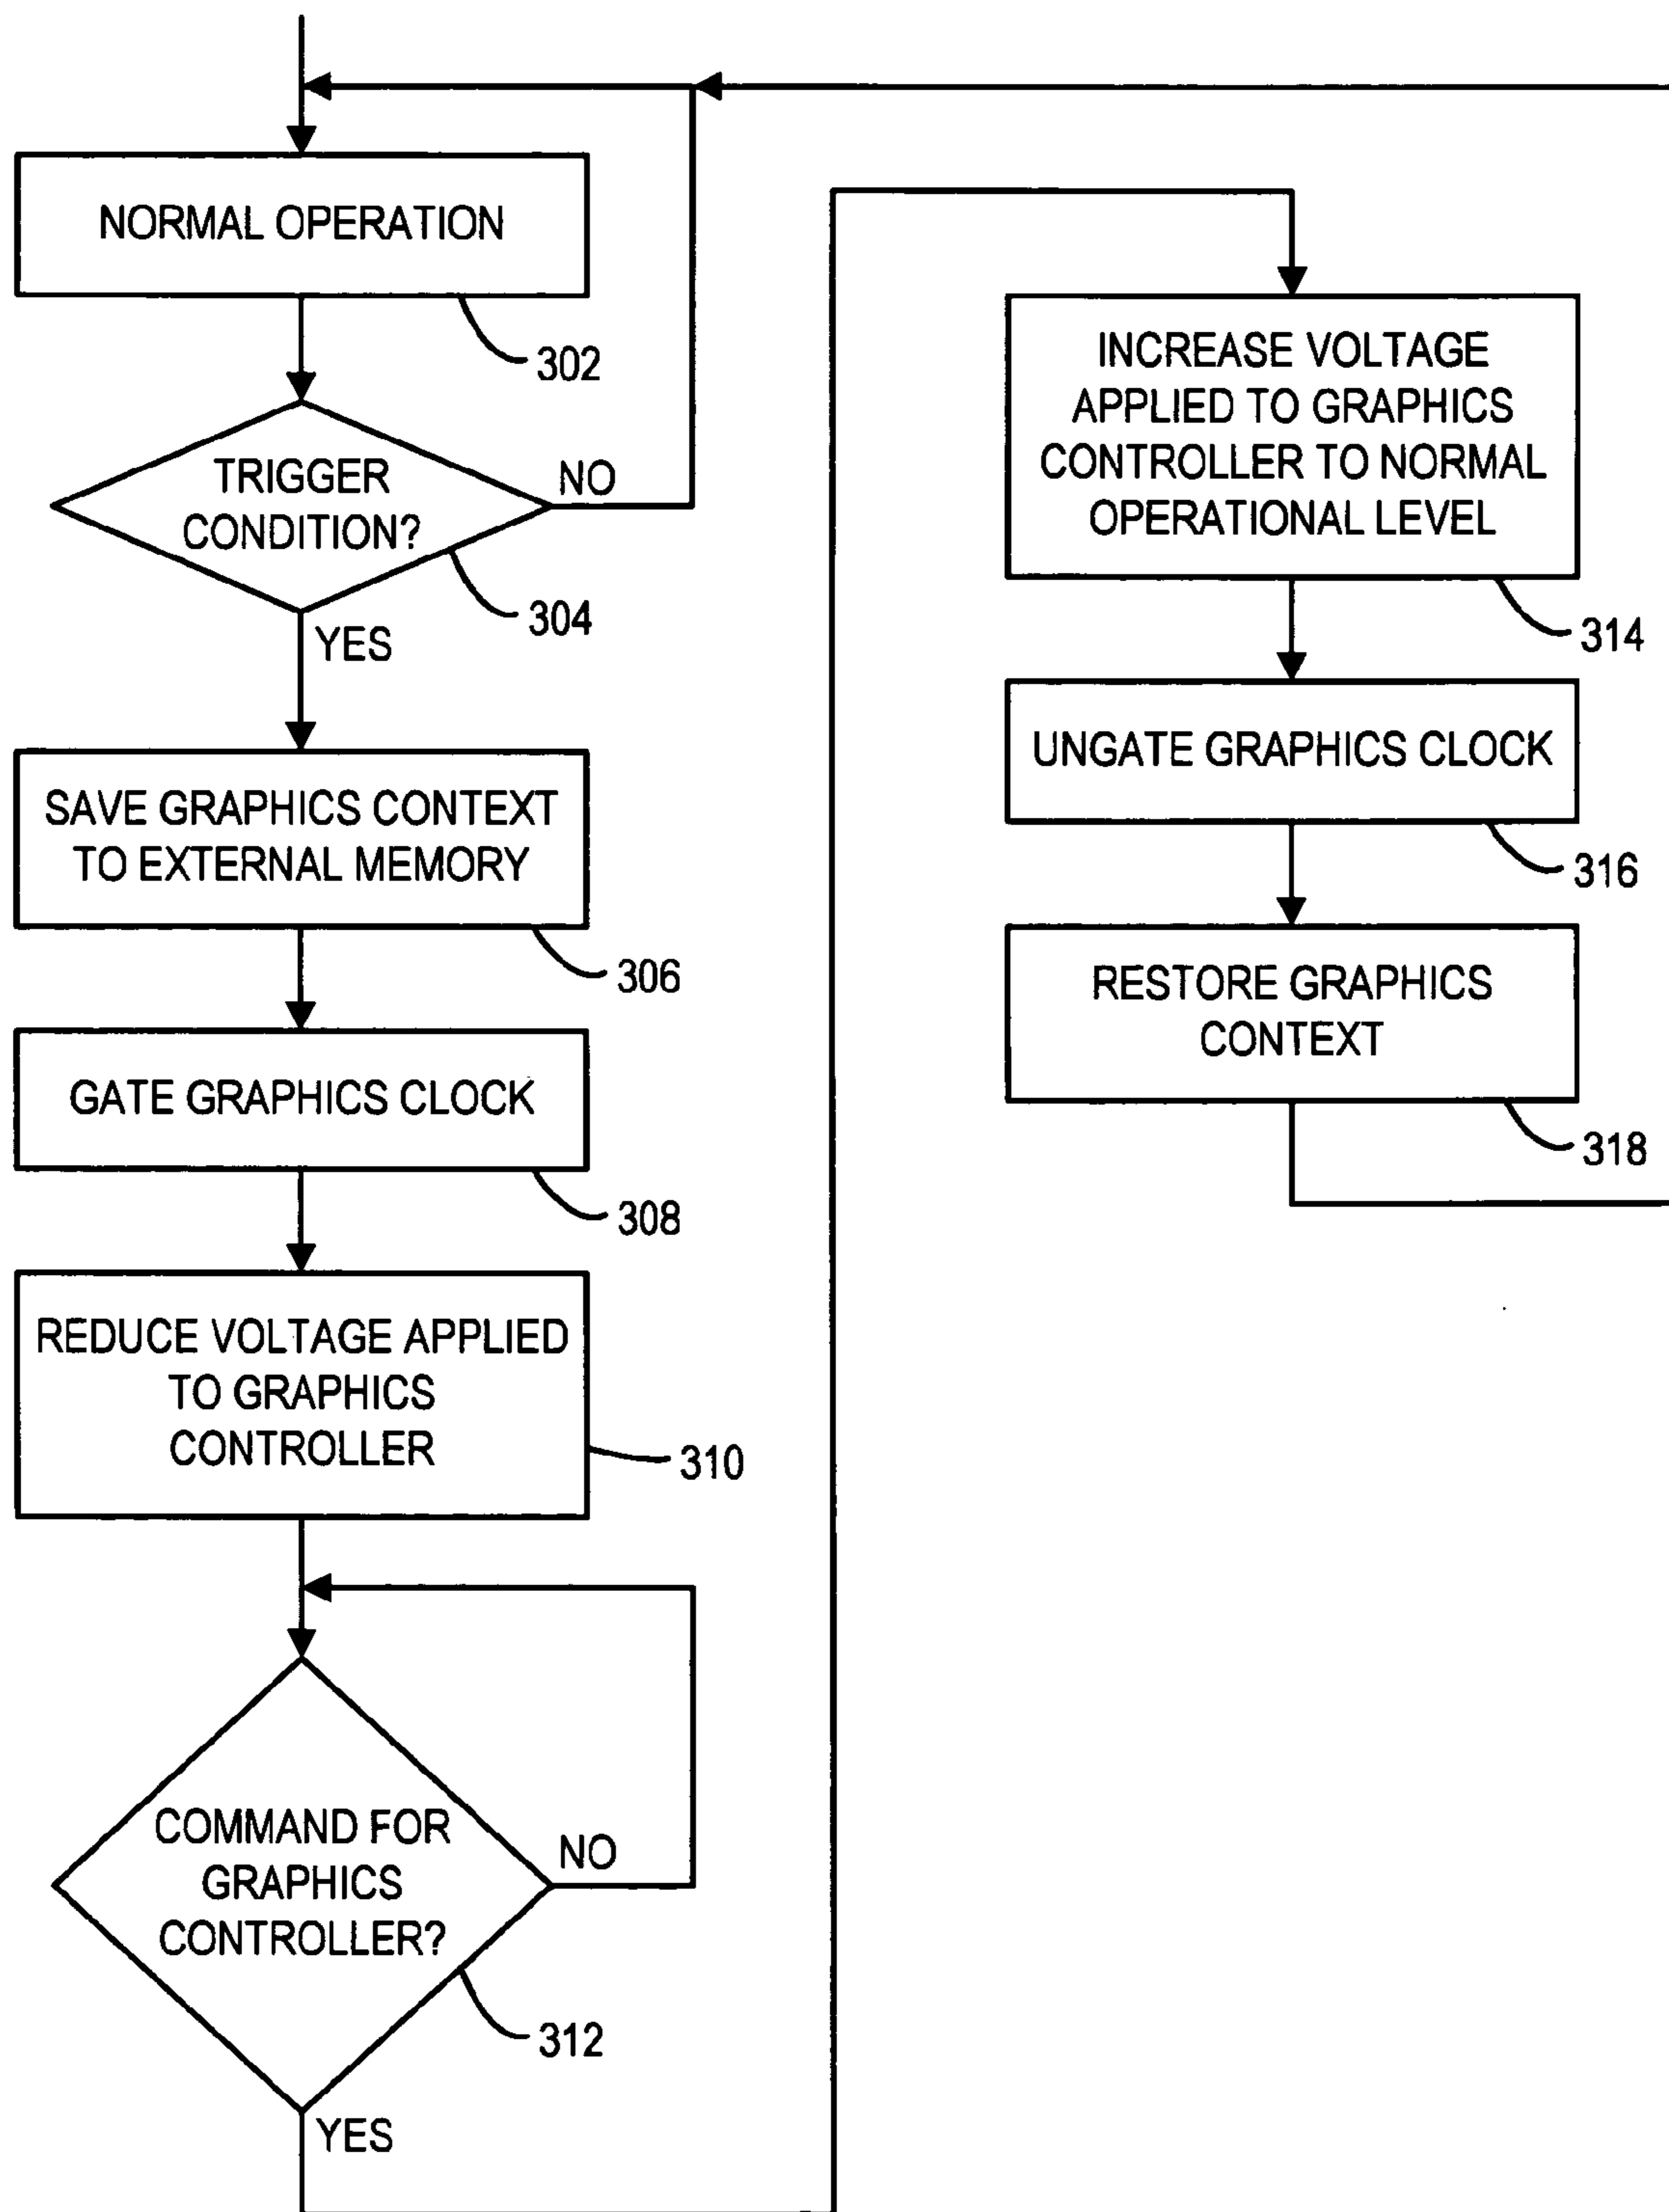 NORMAL OPERATION
302
TRIGGER
CONDITION?
NO
304
YES
SAVE GRAPHICS CONTEXT
TO EXTERNAL MEMORY
306
GATE GRAPHICS CLOCK
308
REDUCE VOLTAGE APPLIED
TO GRAPHICS
CONTROLLER
310
COMMAND FOR
GRAPHICS
CONTROLLER?
NO
312
YES
INCREASE VOLTAGE
APPLIED TO GRAPHICS
CONTROLLER TO NORMAL
OPERATIONAL LEVEL
314
UNGATE GRAPHICS CLOCK
316
RESTORE GRAPHICS
CONTEXT
318